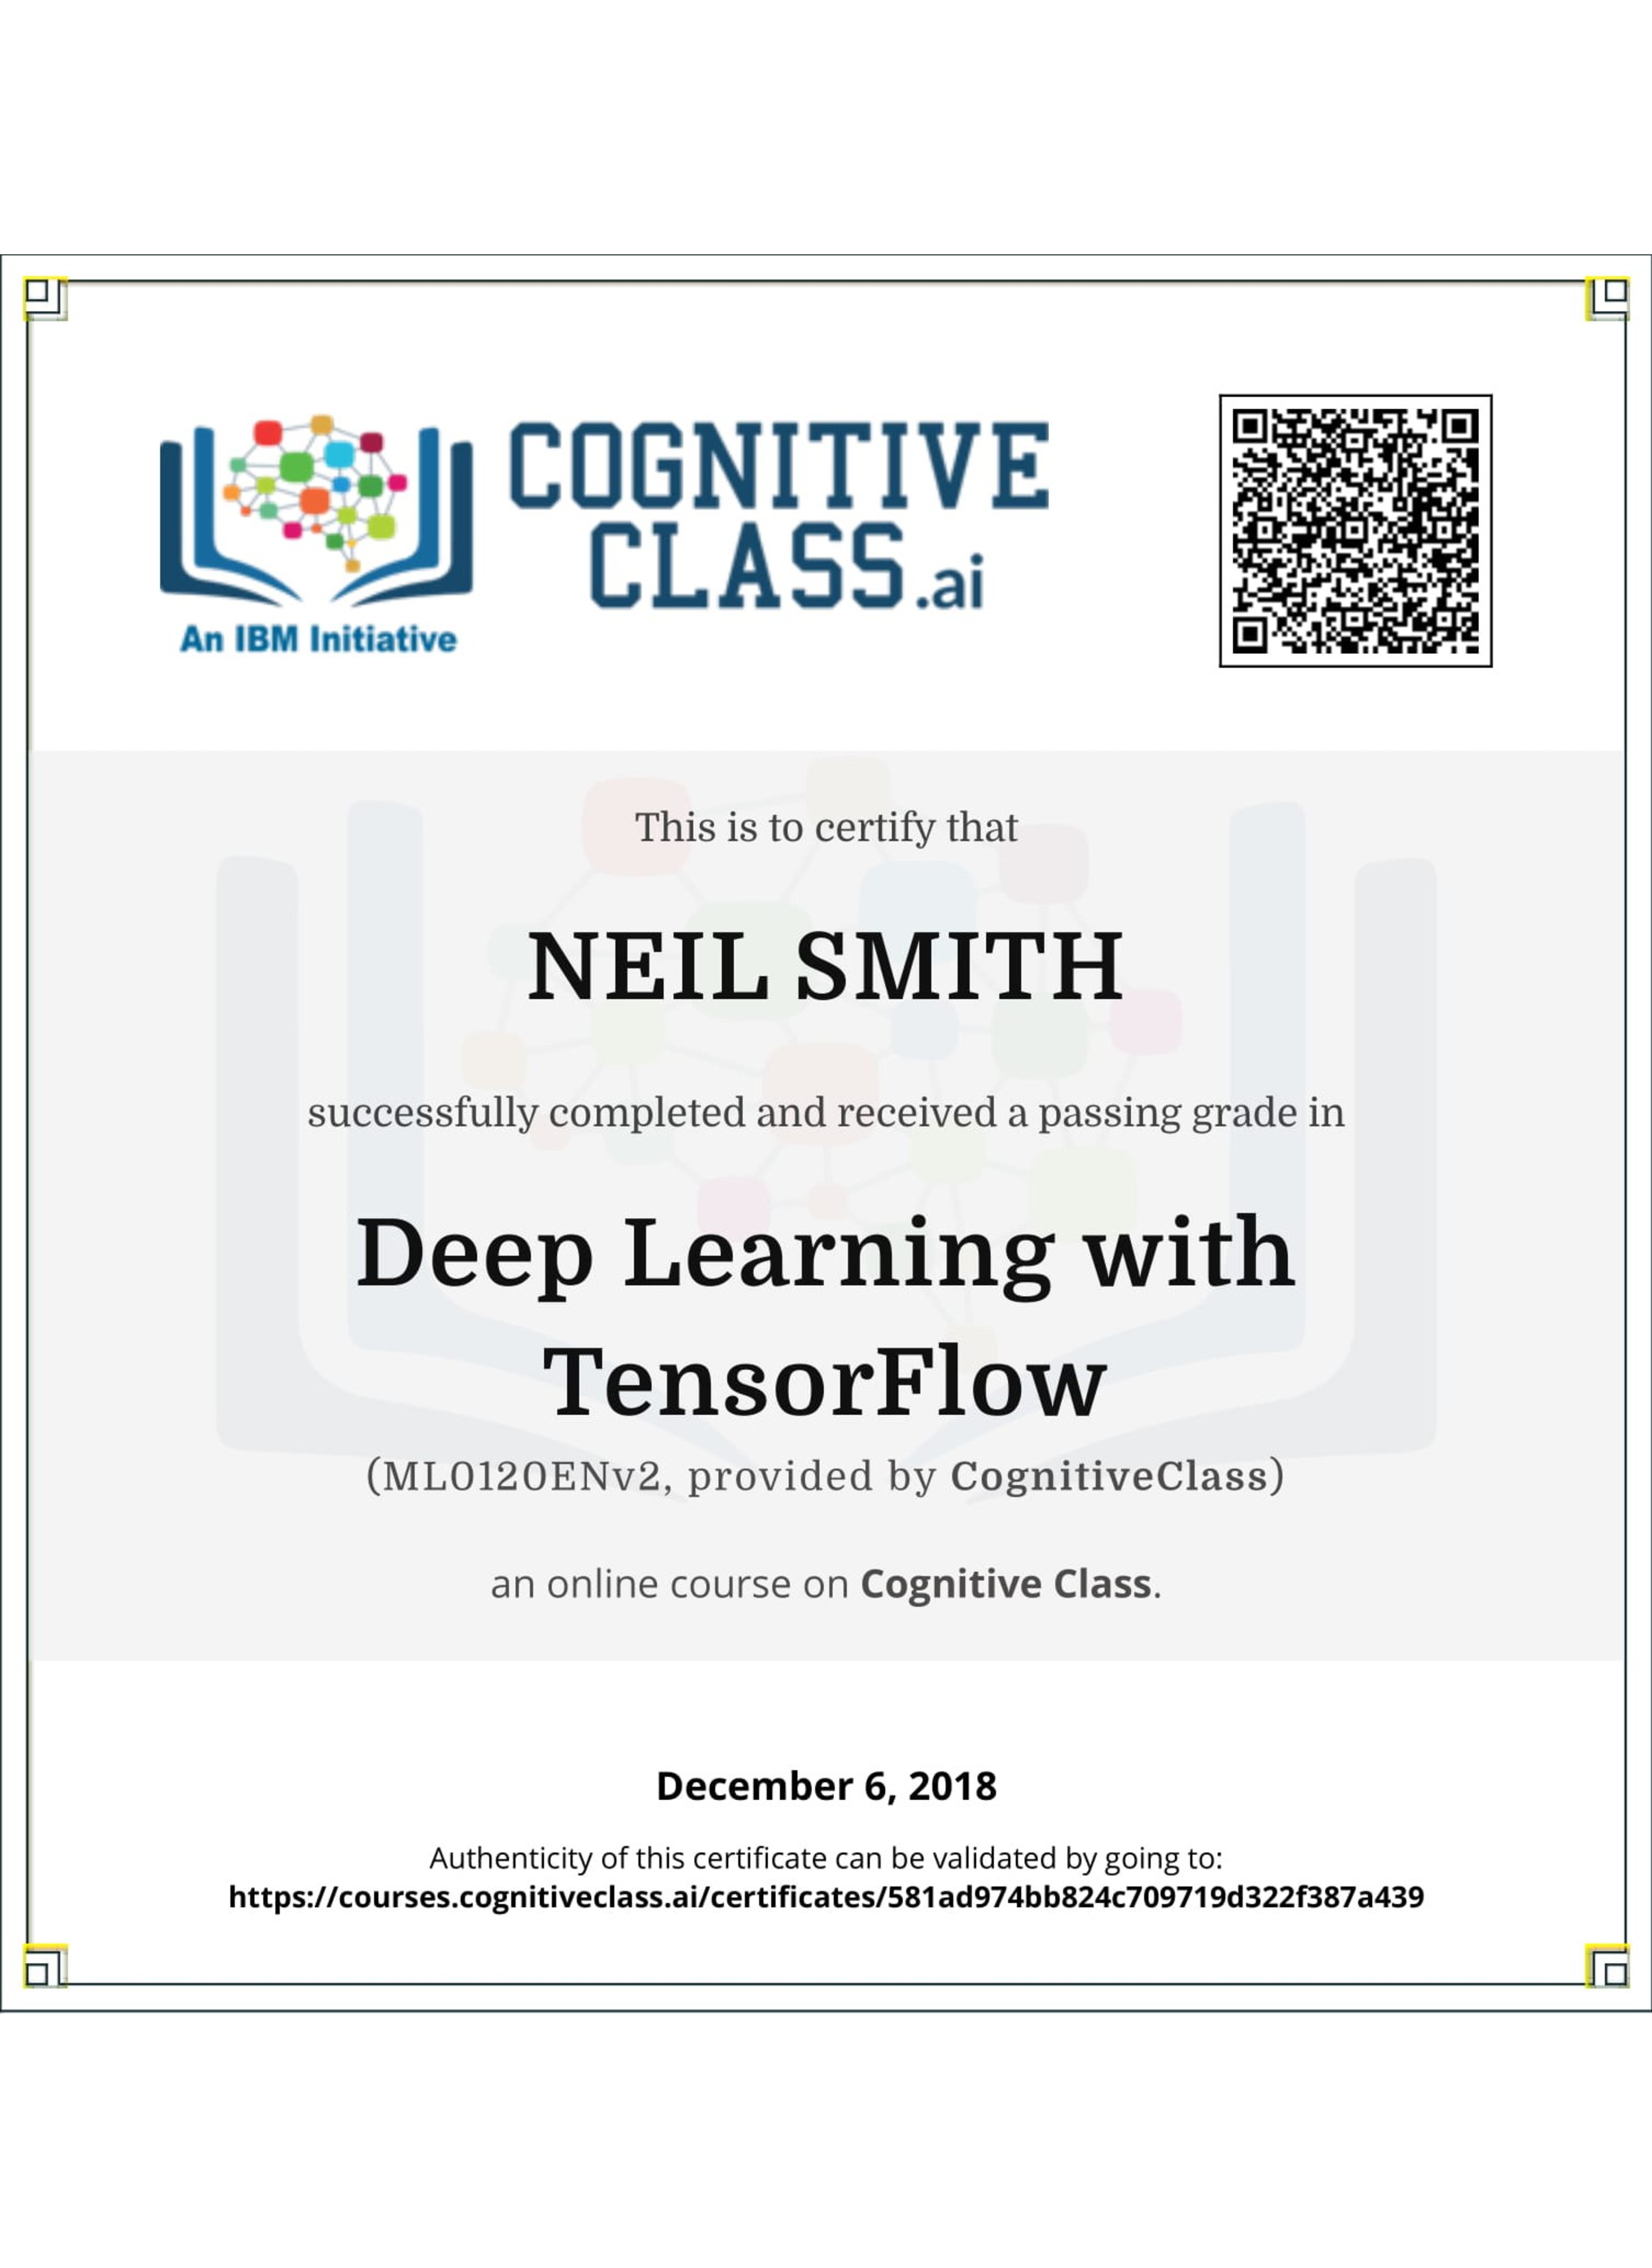 COGNITIVE
CLASS.ai
An IBM Initiative
This is to certify that
NEIL SMITH
successfully completed and received a passing grade in
Deep Learning with
TensorFlow
(ML0120ENv2, provided by CognitiveClass)
an online course on Cognitive Class.
December 6, 2018
Authenticity of this certificate can be validated by going to:
https://courses.cognitiveclass.ai/certificates/581ad974bb824c709719d322f387a439